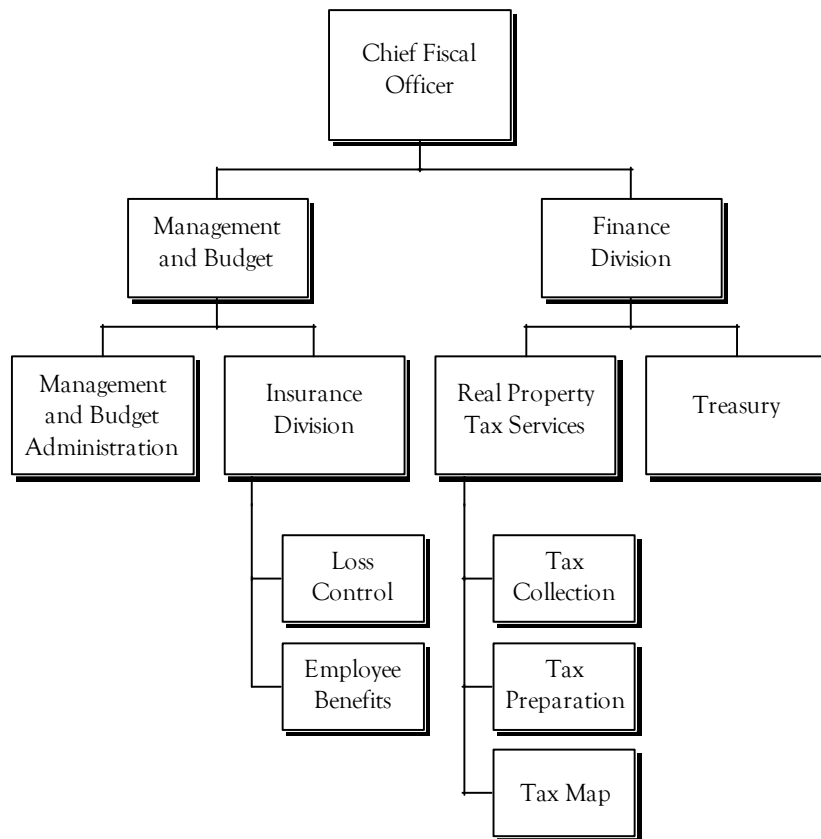 Chief Fiscal
Officer
Management
and Budget
Finance
Division
Management
and Budget
Administration
Insurance
Division
Real Property
Tax Services
Treasury
Loss
Control
Tax
Collection
Employee
Benefits
Tax
Preparation
Tax Map